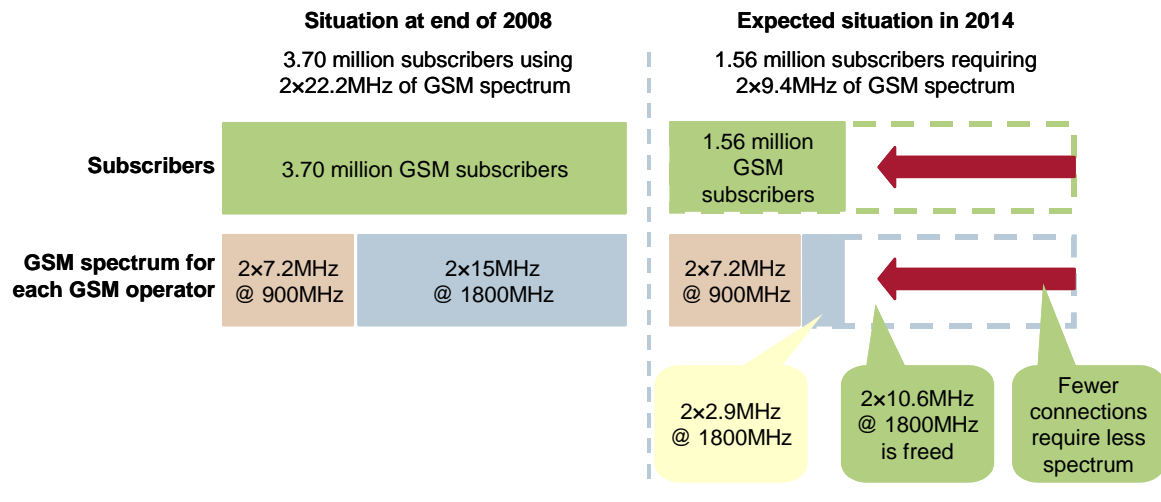 Situation at end of 2008
3.70 million subscribers using
2×22.2MHz of GSM spectrum
Expected situation in 2014
1.56 million subscribers requiring
2×9.4MHz of GSM spectrum
Subscribers
3.70 million GSM subscribers
1.56 million
GSM
subscribers
GSM spectrum for
each GSM operator
2×7.2MHz
@ 900MHz
2×15MHz
@ 1800MHz
2×7.2MHz
@ 900MHz
2×2.9MHz
@ 1800MHz
2×10.6MHz
@ 1800MHz
is freed
Fewer
connections
require less
spectrum